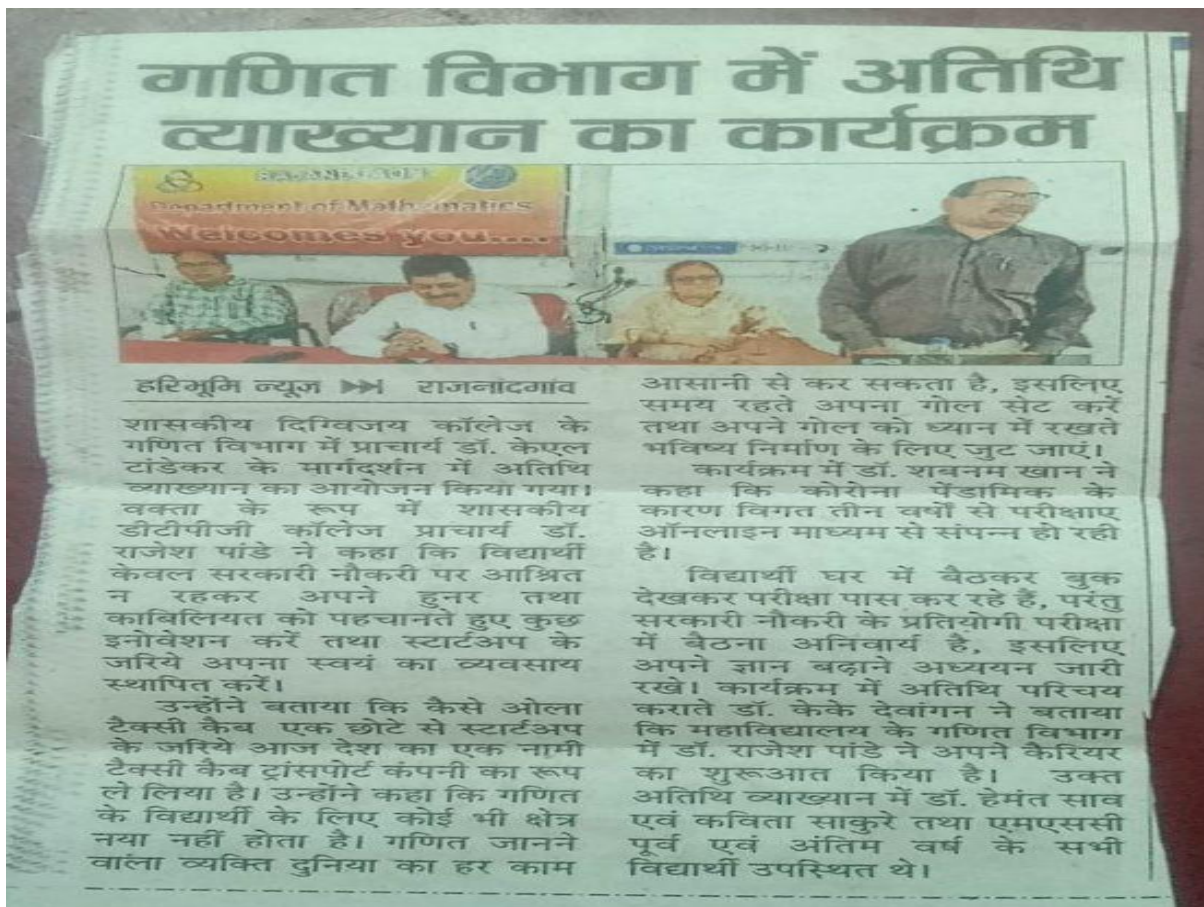 गणित विभाग में अतिथि
व्याख्यान का कार्यक्रम
Department of Mathematics
Welcomes you....
हरिभूमि न्यूज ▶▶| राजनांदगांव
शासकीय दिग्विजय कॉलेज के
गणित विभाग में प्राचार्य डॉ. केएल
टांडेकर के मार्गदर्शन में अतिथि
व्याख्यान का आयोजन किया गया।
वक्ता के रूप में शासकीय
डीटीपीजी कॉलेज प्राचार्य डॉ.
राजेश पांडे ने कहा कि विद्यार्थी
केवल सरकारी नौकरी पर आश्रित
न रहकर अपने हुनर तथा
काबिलियत को पहचानते हुए कुछ
इनोवेशन करें तथा स्टार्टअप के
जरिये अपना स्वयं का व्यवसाय
स्थापित करें।
उन्होंने बताया कि कैसे ओला
टैक्सी कैब एक छोटे से स्टार्टअप
के जरिये आज देश का एक नामी
टैक्सी कैब ट्रांसपोर्ट कंपनी का रूप
ले लिया है। उन्होंने कहा कि गणित
के विद्यार्थी के लिए कोई भी क्षेत्र
नया नहीं होता है। गणित जानने
वाला व्यक्ति दुनिया का हर काम
आसानी से कर सकता है, इसलिए
समय रहते अपना गोल सेट करें
तथा अपने गोल को ध्यान में रखते
भविष्य निर्माण के लिए जुट जाएं।
कार्यक्रम में डॉ. शबनम खान ने
कहा कि कोरोना पेंडामिक के
कारण विगत तीन वर्षों से परीक्षाए
ऑनलाइन माध्यम से संपन्न हो रही
है।
विद्यार्थी घर में बैठकर बुक
देखकर परीक्षा पास कर रहे हैं, परंतु
सरकारी नौकरी के प्रतियोगी परीक्षा
में बैठना अनिवार्य है, इसलिए
अपने ज्ञान बढ़ाने अध्ययन जारी
रखे। कार्यक्रम में अतिथि परिचय
कराते डॉ. केके देवांगन ने बताया
कि महाविद्यालय के गणित विभाग
में डॉ. राजेश पांडे ने अपने कैरियर
का शुरूआत किया है। उक्त
अतिथि व्याख्यान में डॉ. हेमंत साव
एवं कविता साकुरे तथा एमएससी
पूर्व एवं अंतिम वर्ष के सभी
विद्यार्थी उपस्थित थे।